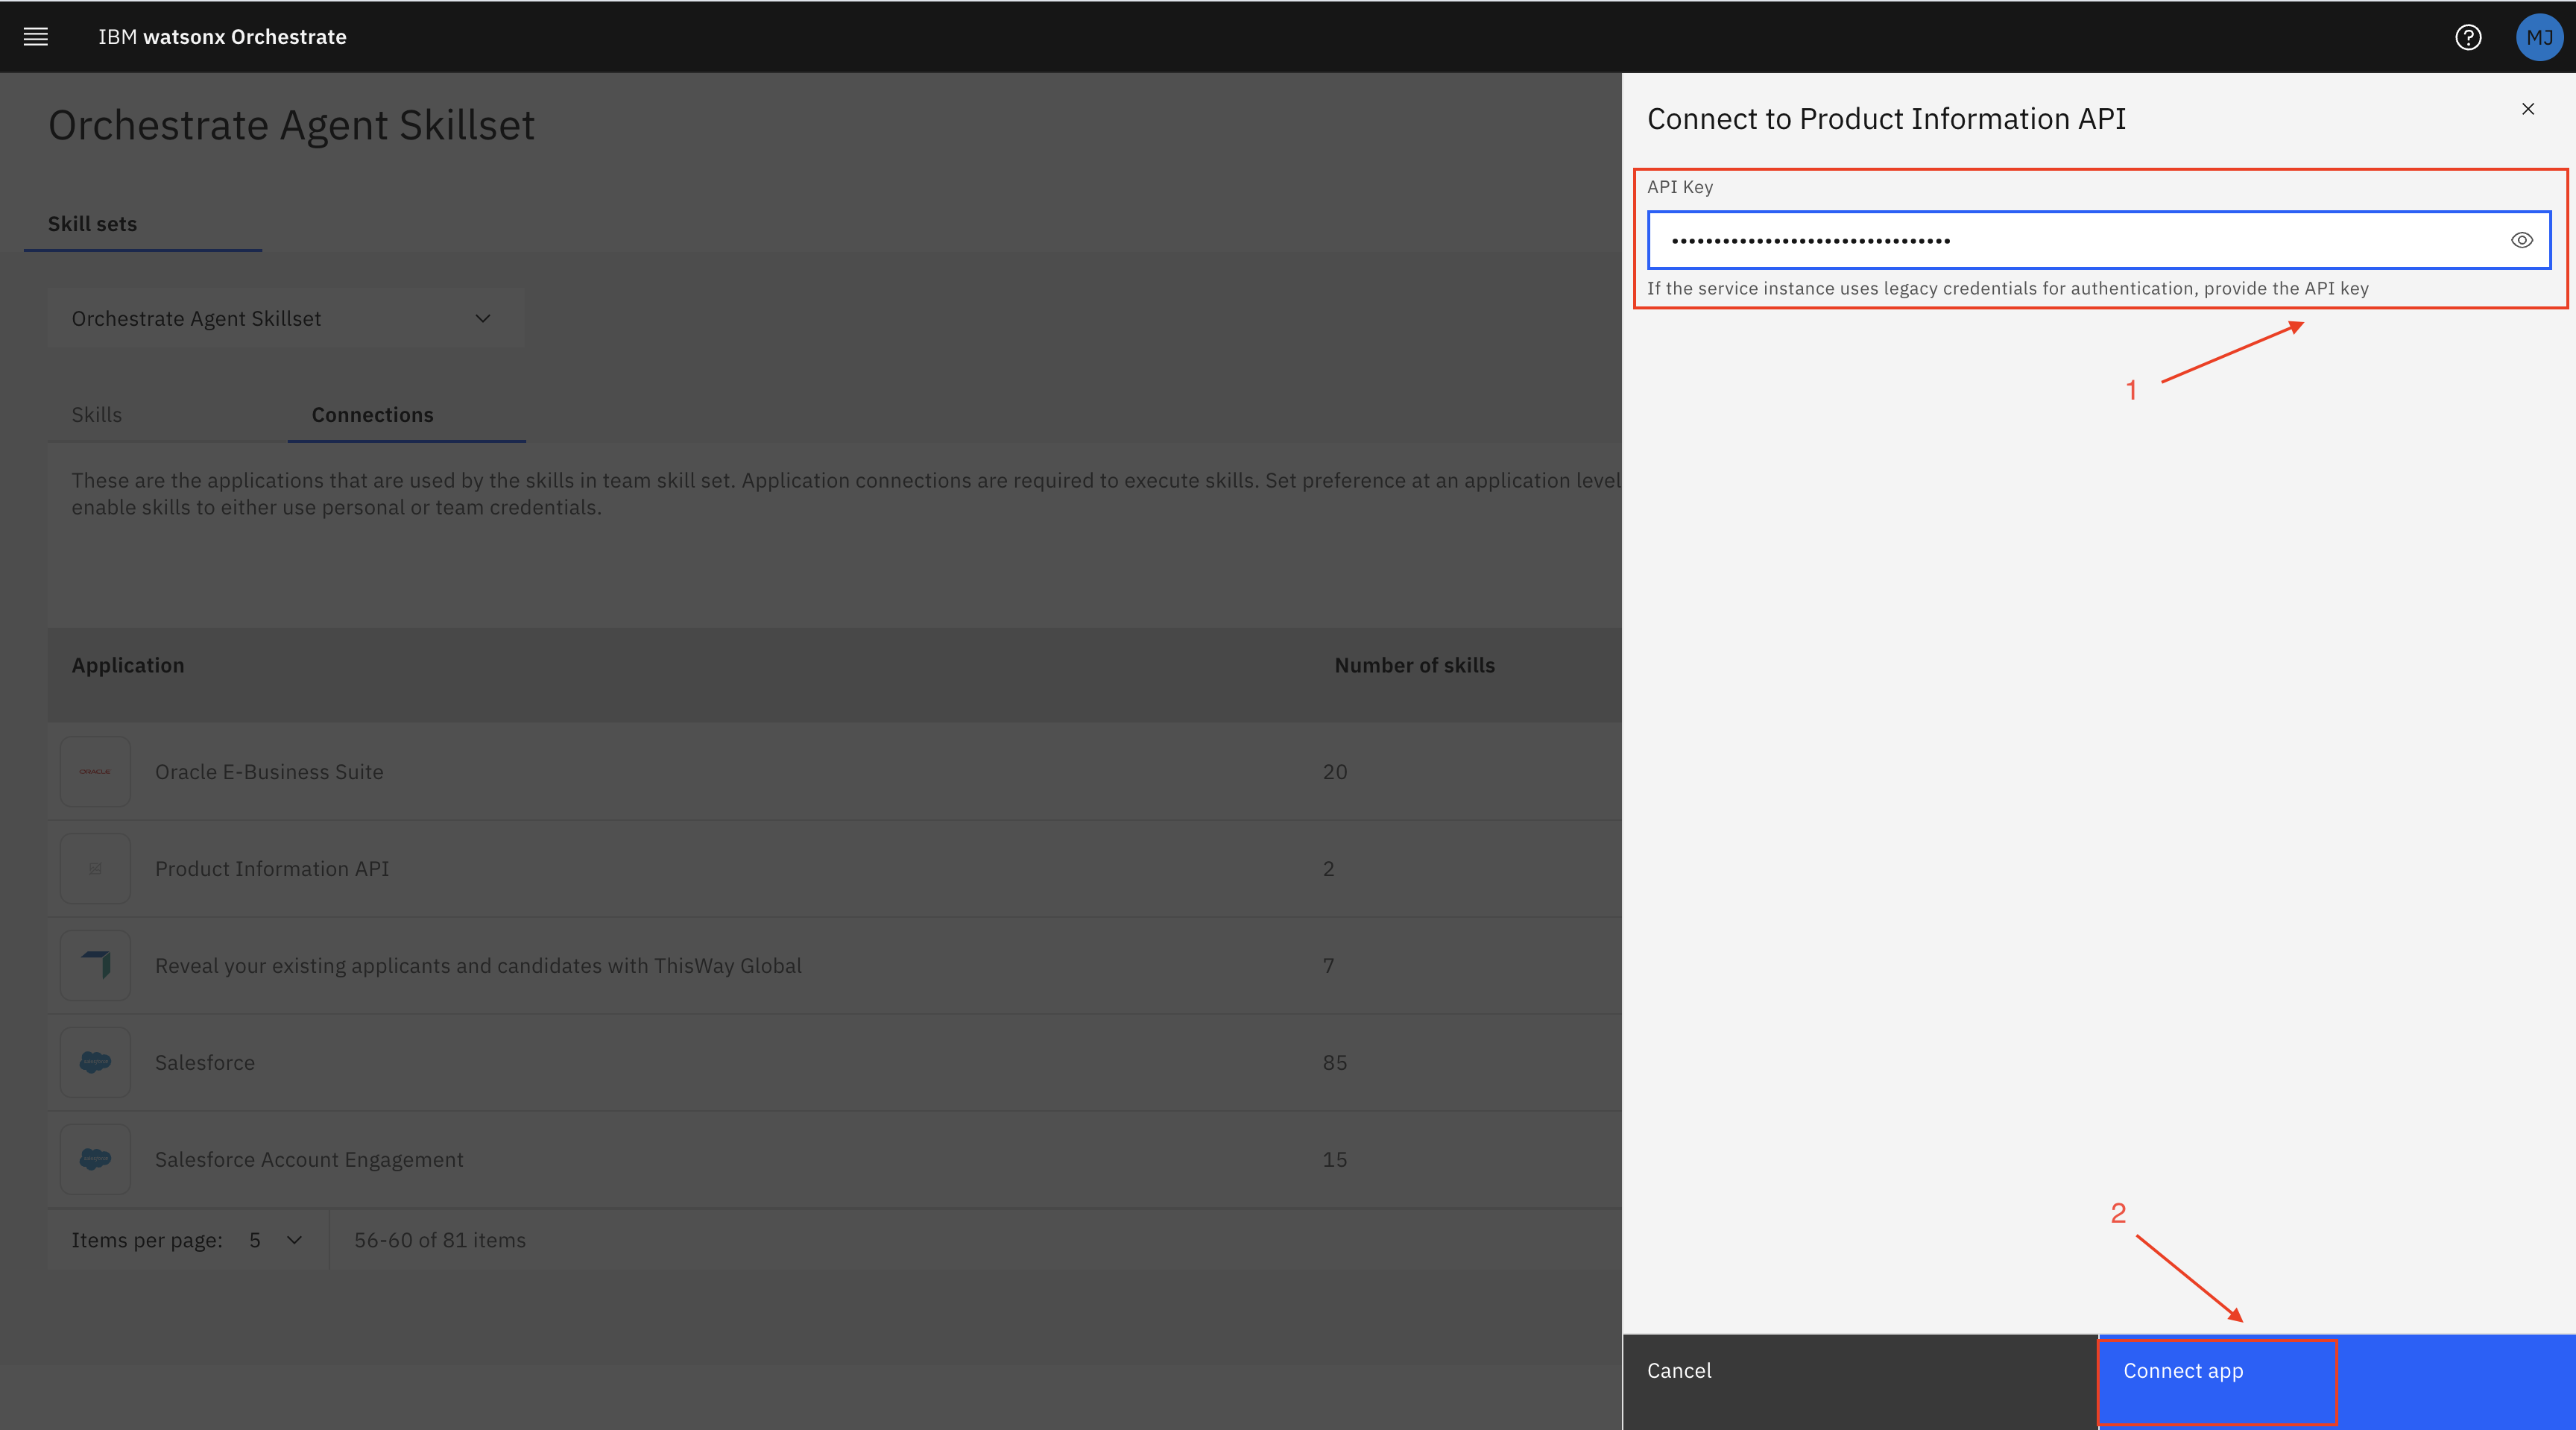 IBM watsonx Orchestrate
MJ
Orchestrate Agent Skillset
Skill sets
Orchestrate Agent Skillset
Skills
Connections
These are the applications that are used by the skills in team skill set. Application connections are required to execute skills. Set preference at an application level
enable skills to either use personal or team credentials.
Application
Number of skills
ORACLE
Oracle E-Business Suite
20
Product Information API
2
Reveal your existing applicants and candidates with ThisWay Global
7
Salesforce
85
Salesforce Account Engagement
15
Items per page: 5
56-60 of 81 items
Connect to Product Information API
API Key
•••••••••••••••••••••••••••••••••
If the service instance uses legacy credentials for authentication, provide the API key
1
2
Cancel
Connect app